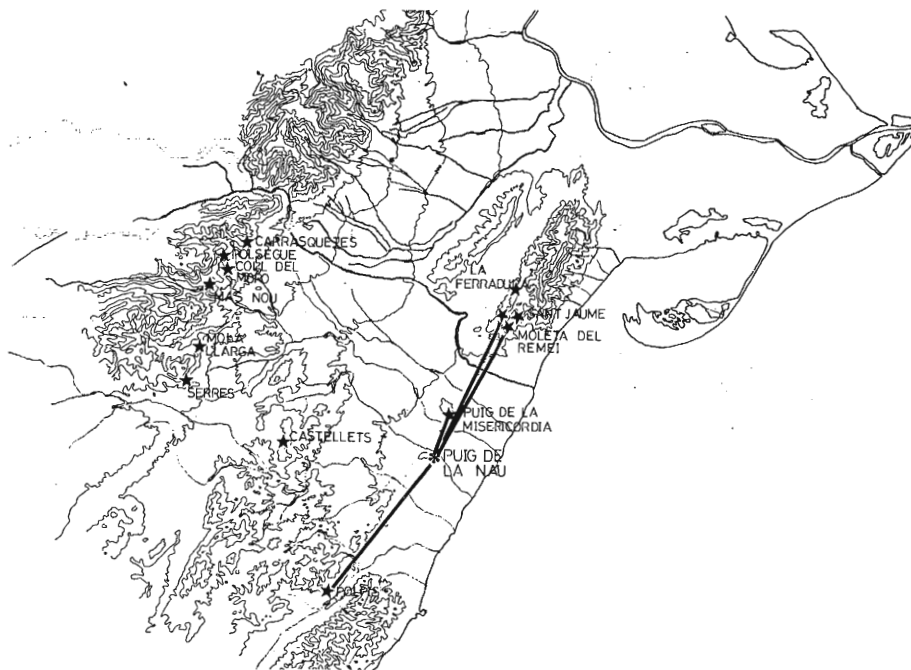 CARRASQUETES
POLSEGUE
COLL DEL
MORO
MAS NOU
LA
FERRADURA
SANT JAUME
MOLETA DEL
REMEI
MOLA
LLARGA
SERRES
PUIG DE LA
MISERICORDIA
CASTELLETS
PUIG DE
LA NAU
POLPIS